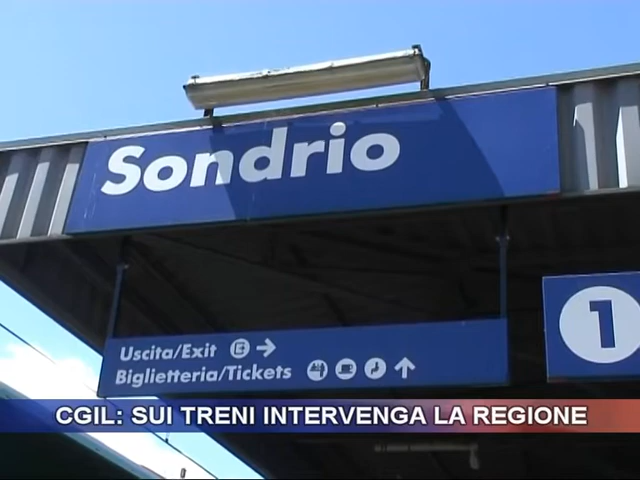 Sondrio
1
Uscita/Exit
Biglietteria/Tickets
CGIL: SUI TRENI INTERVENGA LA REGIONE